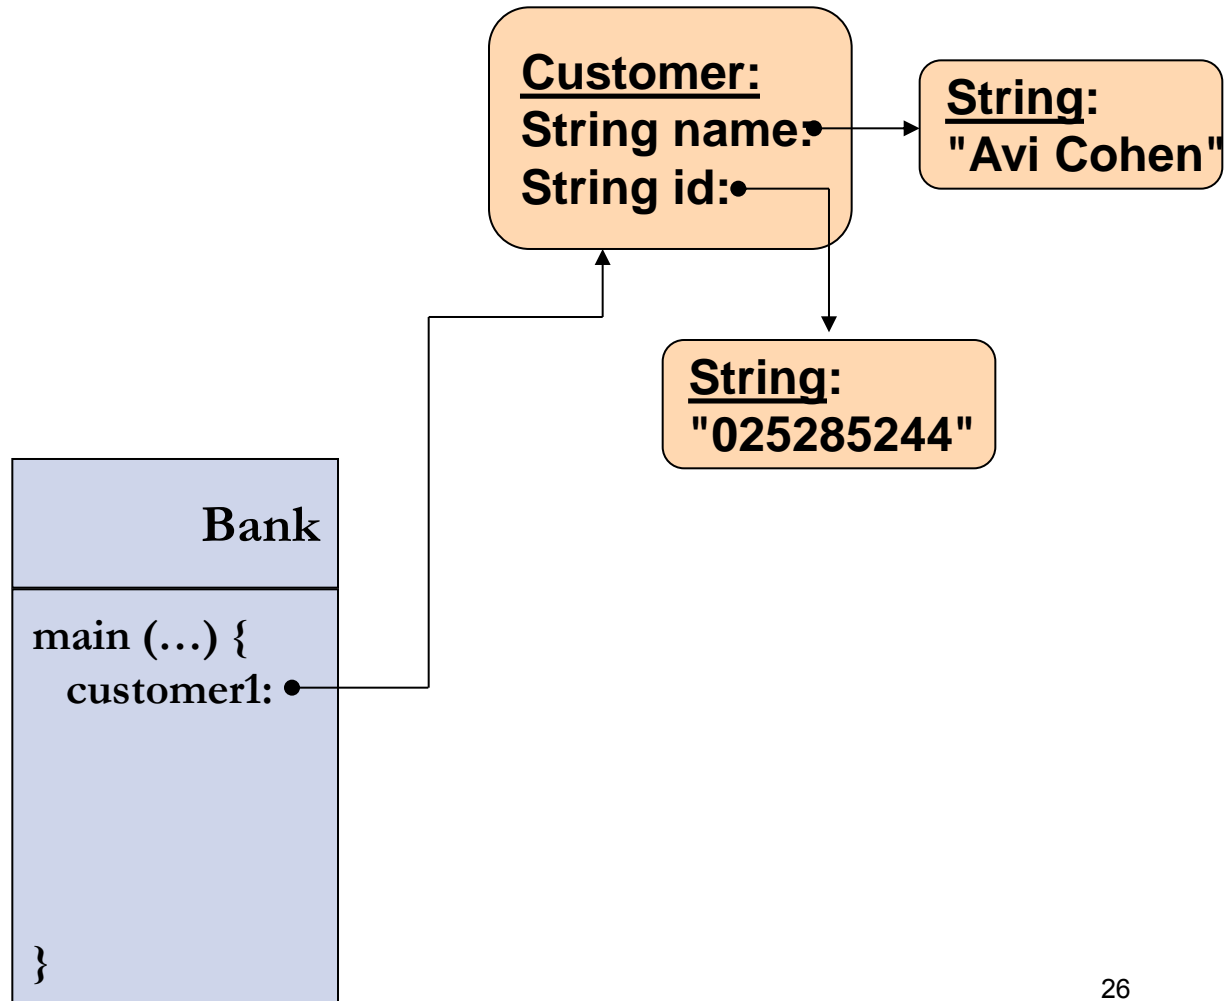 Customer:
String name:
String id:
String:
"Avi Cohen"
String:
"025285244"
Bank
main (…) {
customer1:
}
26